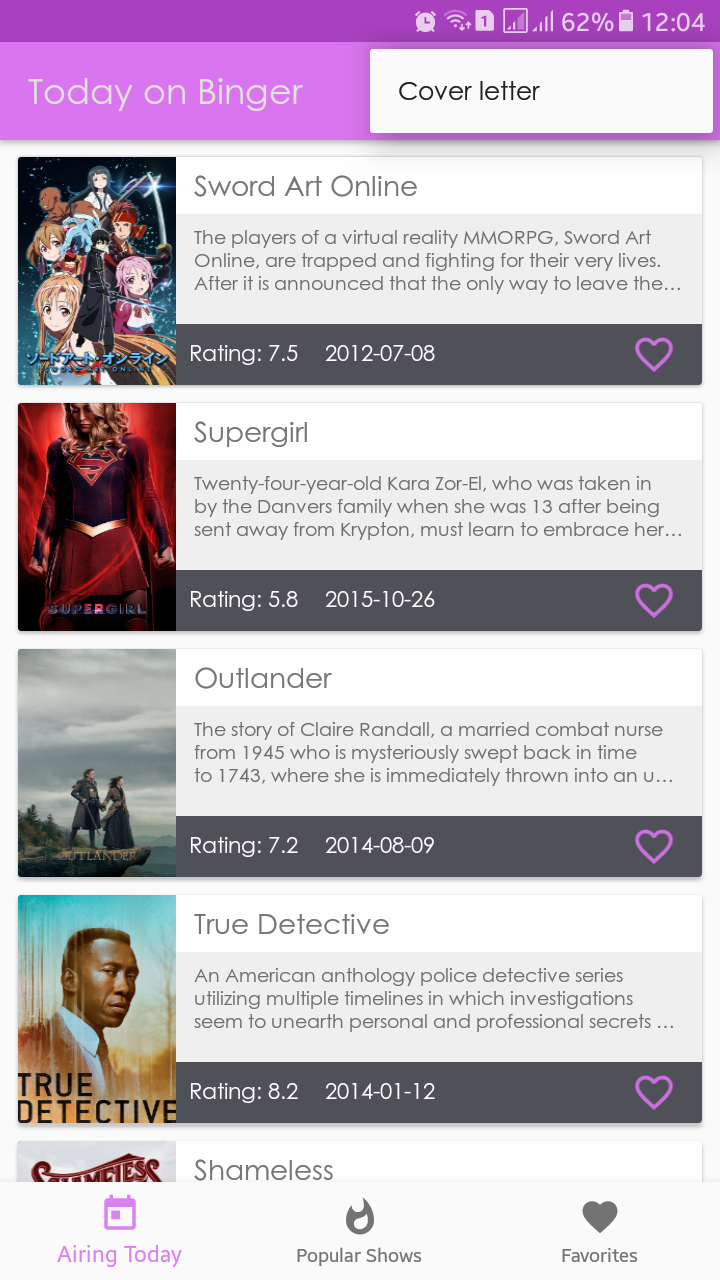 1
62%
12:04
Today on Binger
Cover letter
Sword Art Online
The players of a virtual reality MMORPG, Sword Art
Online, are trapped and fighting for their very lives.
After it is announced that the only way to leave the...
ソードアート・オンライン
SWORD ART ONLINE
Rating: 7.5
2012-07-08
Supergirl
Twenty-four-year-old Kara Zor-El, who was taken in
by the Danvers family when she was 13 after being
sent away from Krypton, must learn to embrace her...
SUPERGIRL
Rating: 5.8
2015-10-26
Outlander
The story of Claire Randall, a married combat nurse
from 1945 who is mysteriously swept back in time
to 1743, where she is immediately thrown into an u...
OUTLANDER
Rating: 7.2
2014-08-09
True Detective
An American anthology police detective series
utilizing multiple timelines in which investigations
seem to unearth personal and professional secrets ...
TRUE
DETECTIVE
Rating: 8.2
2014-01-12
SHAMELESS
Shameless
Airing Today
Popular Shows
Favorites